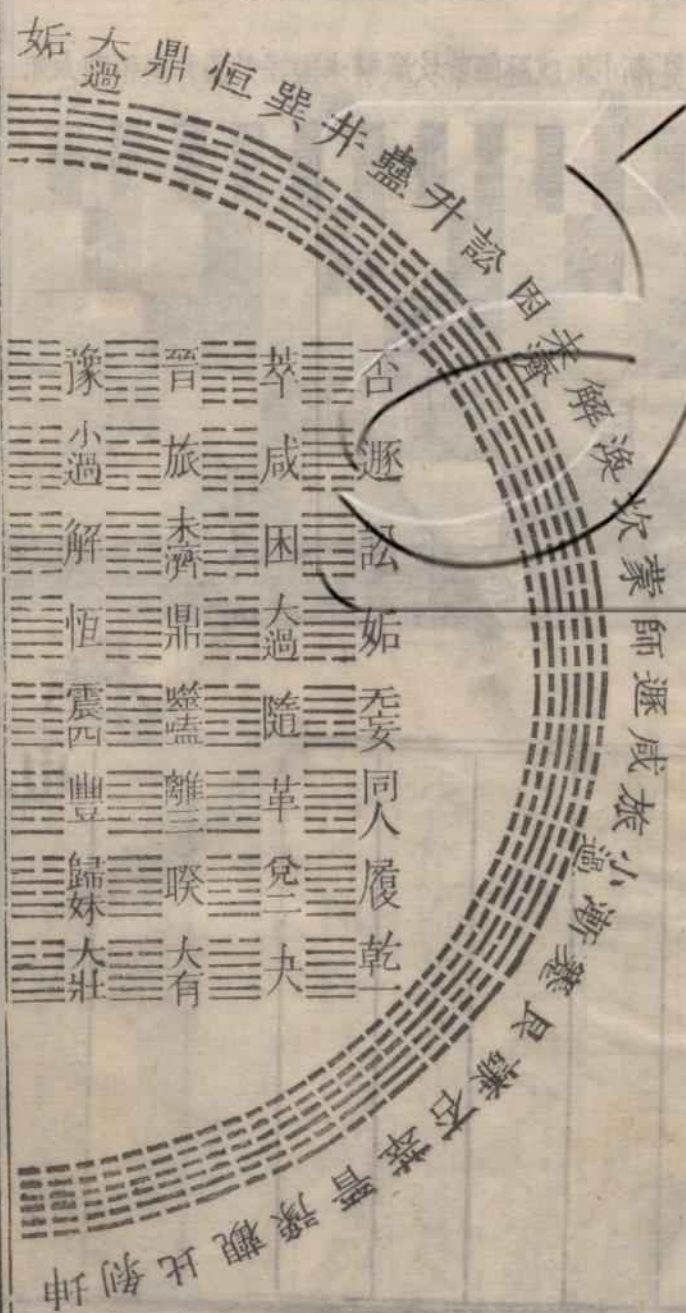 姤 大過 鼎 恒 巽 井 蠱 升 訟 困 未濟 解 渙 坎 蒙 師 遯 咸 旅 小過 漸 蹇 艮 謙 否 萃 晉 豫 觀 比 剝 坤
否 遯 訟 姤 无妄 同人 履 乾一
萃 咸 困 大過 隨 革 兌二 夬
晉 旅 未濟 鼎 噬嗑 離三 睽 大有
豫 小過 解 恒 震四 豐 歸妹 大壯